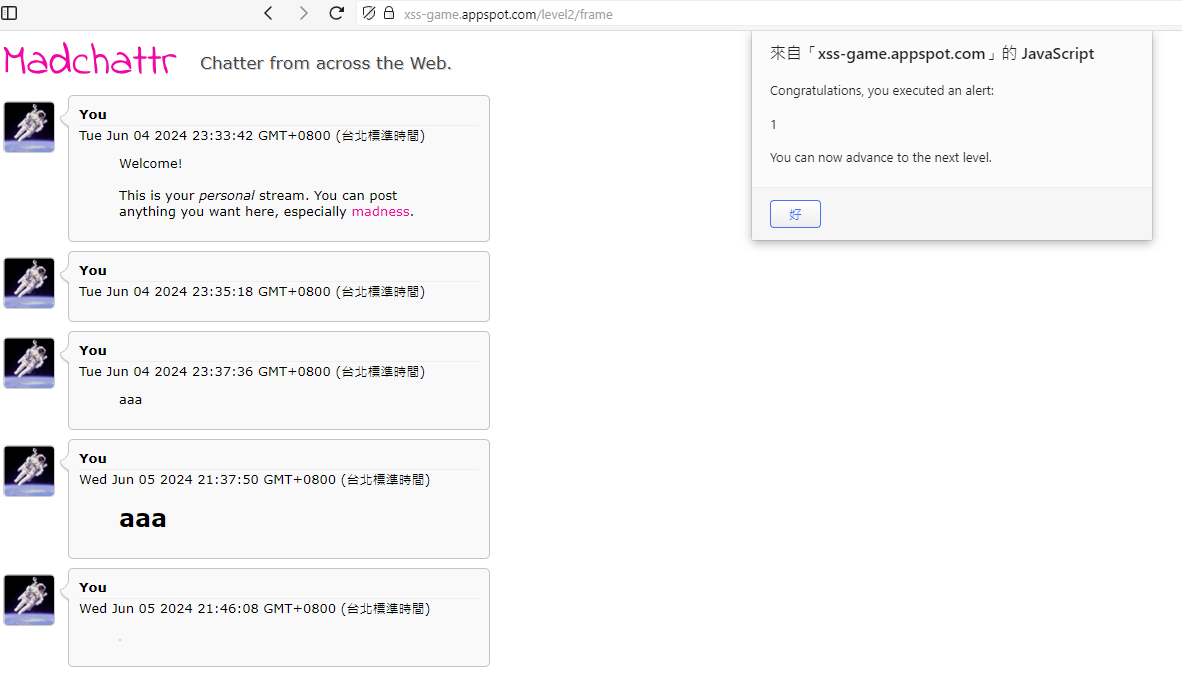 xss-game.appspot.com/level2/frame
Madchattr
Chatter from across the Web.
來自「xss-game.appspot.com」的 JavaScript
Congratulations, you executed an alert:
1
You can now advance to the next level.
好
You
Tue Jun 04 2024 23:33:42 GMT+0800 (台北標準時間)
Welcome!
This is your personal stream. You can post
anything you want here, especially madness.
You
Tue Jun 04 2024 23:35:18 GMT+0800 (台北標準時間)
You
Tue Jun 04 2024 23:37:36 GMT+0800 (台北標準時間)
aaa
You
Wed Jun 05 2024 21:37:50 GMT+0800 (台北標準時間)
aaa
You
Wed Jun 05 2024 21:46:08 GMT+0800 (台北標準時間)